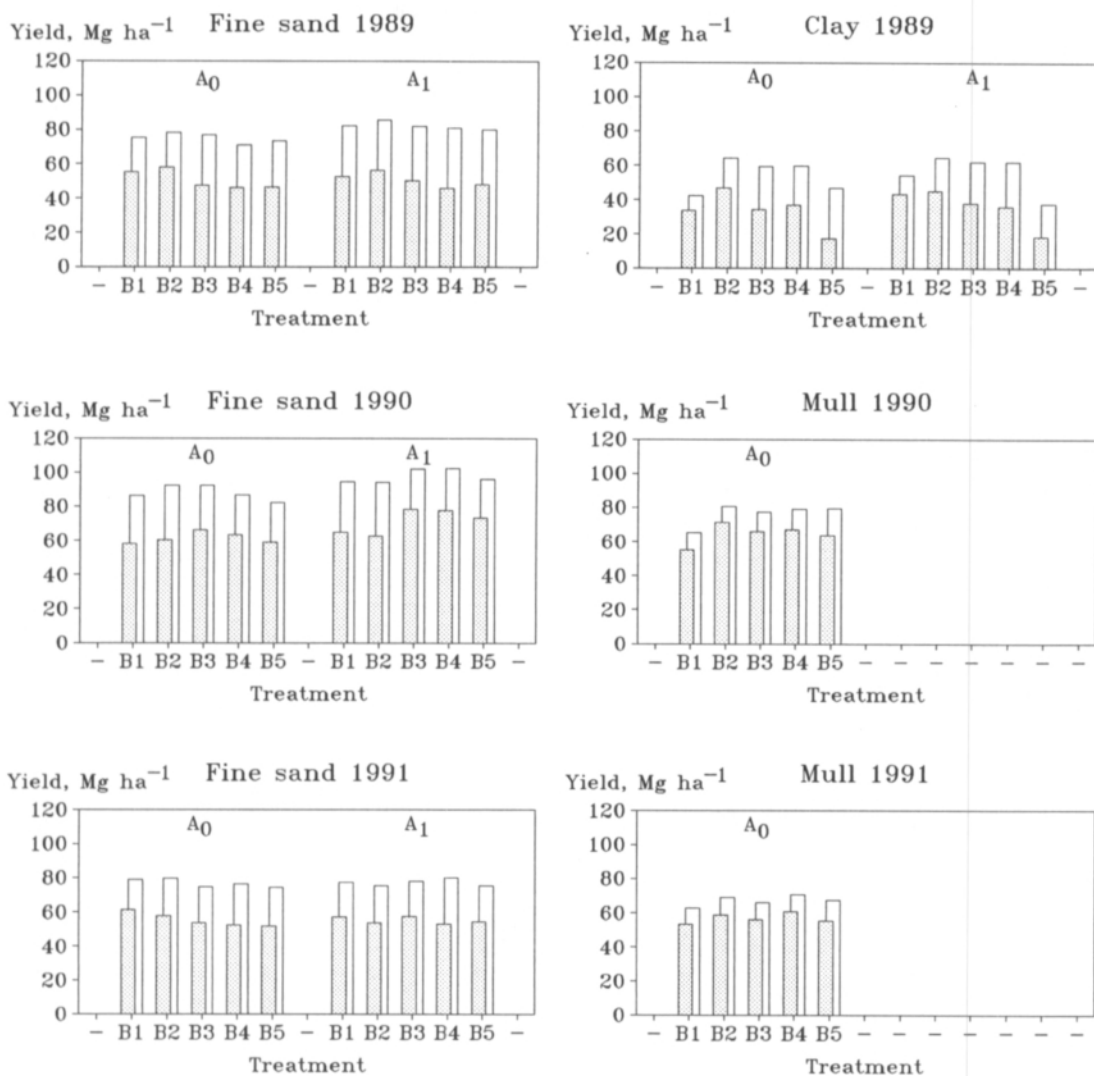 Yield, Mg ha⁻¹ Fine sand 1989
120
100
80
60
40
20
0
A₀ A₁
– B1 B2 B3 B4 B5 – B1 B2 B3 B4 B5 –
Treatment
Yield, Mg ha⁻¹ Clay 1989
120
100
80
60
40
20
0
A₀ A₁
– B1 B2 B3 B4 B5 – B1 B2 B3 B4 B5 –
Treatment
Yield, Mg ha⁻¹ Fine sand 1990
120
100
80
60
40
20
0
A₀ A₁
– B1 B2 B3 B4 B5 – B1 B2 B3 B4 B5 –
Treatment
Yield, Mg ha⁻¹ Mull 1990
120
100
80
60
40
20
0
A₀
– B1 B2 B3 B4 B5 – – – – – – –
Treatment
Yield, Mg ha⁻¹ Fine sand 1991
120
100
80
60
40
20
0
A₀ A₁
– B1 B2 B3 B4 B5 – B1 B2 B3 B4 B5 –
Treatment
Yield, Mg ha⁻¹ Mull 1991
120
100
80
60
40
20
0
A₀
– B1 B2 B3 B4 B5 – – – – – – –
Treatment